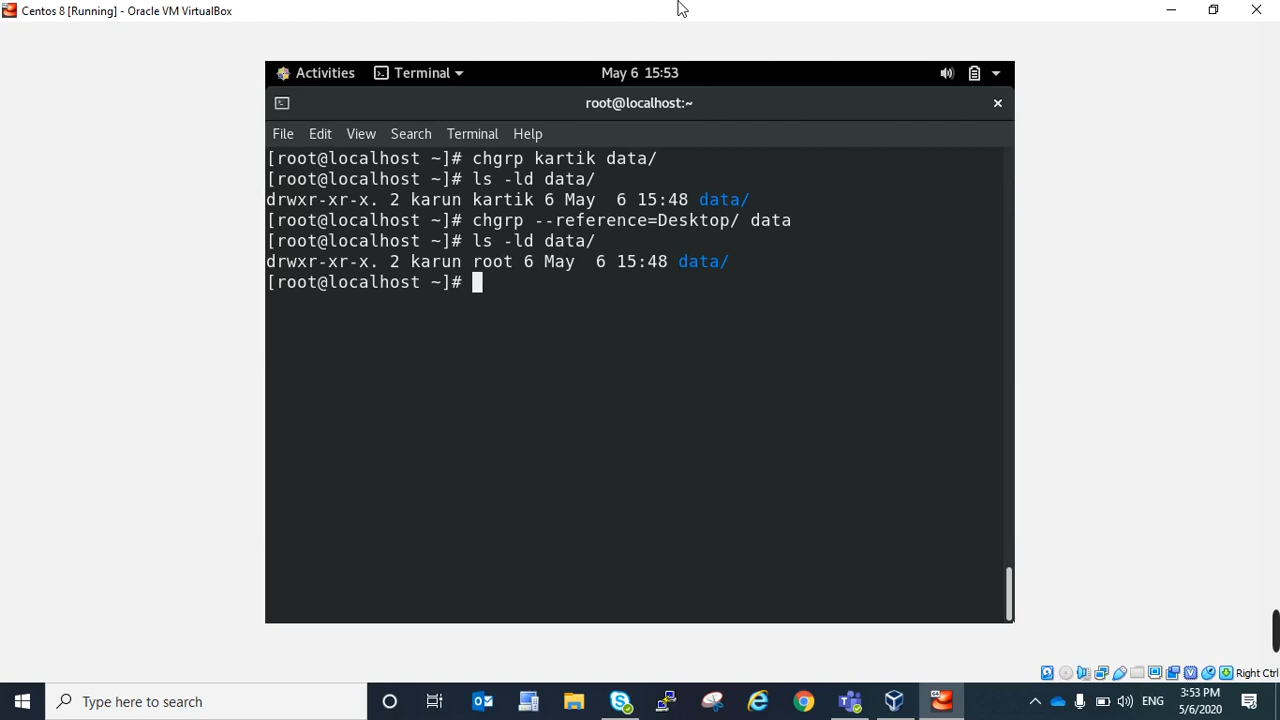 Centos 8 [Running] - Oracle VM VirtualBox
Activities Terminal May 6 15:53
root@localhost:~
File Edit View Search Terminal Help
[root@localhost ~]# chgrp kartik data/
[root@localhost ~]# ls -ld data/
drwxr-xr-x. 2 karun kartik 6 May  6 15:48 data/
[root@localhost ~]# chgrp --reference=Desktop/ data
[root@localhost ~]# ls -ld data/
drwxr-xr-x. 2 karun root 6 May  6 15:48 data/
[root@localhost ~]#
Right Ctrl
Type here to search
ENG
3:53 PM
5/6/2020